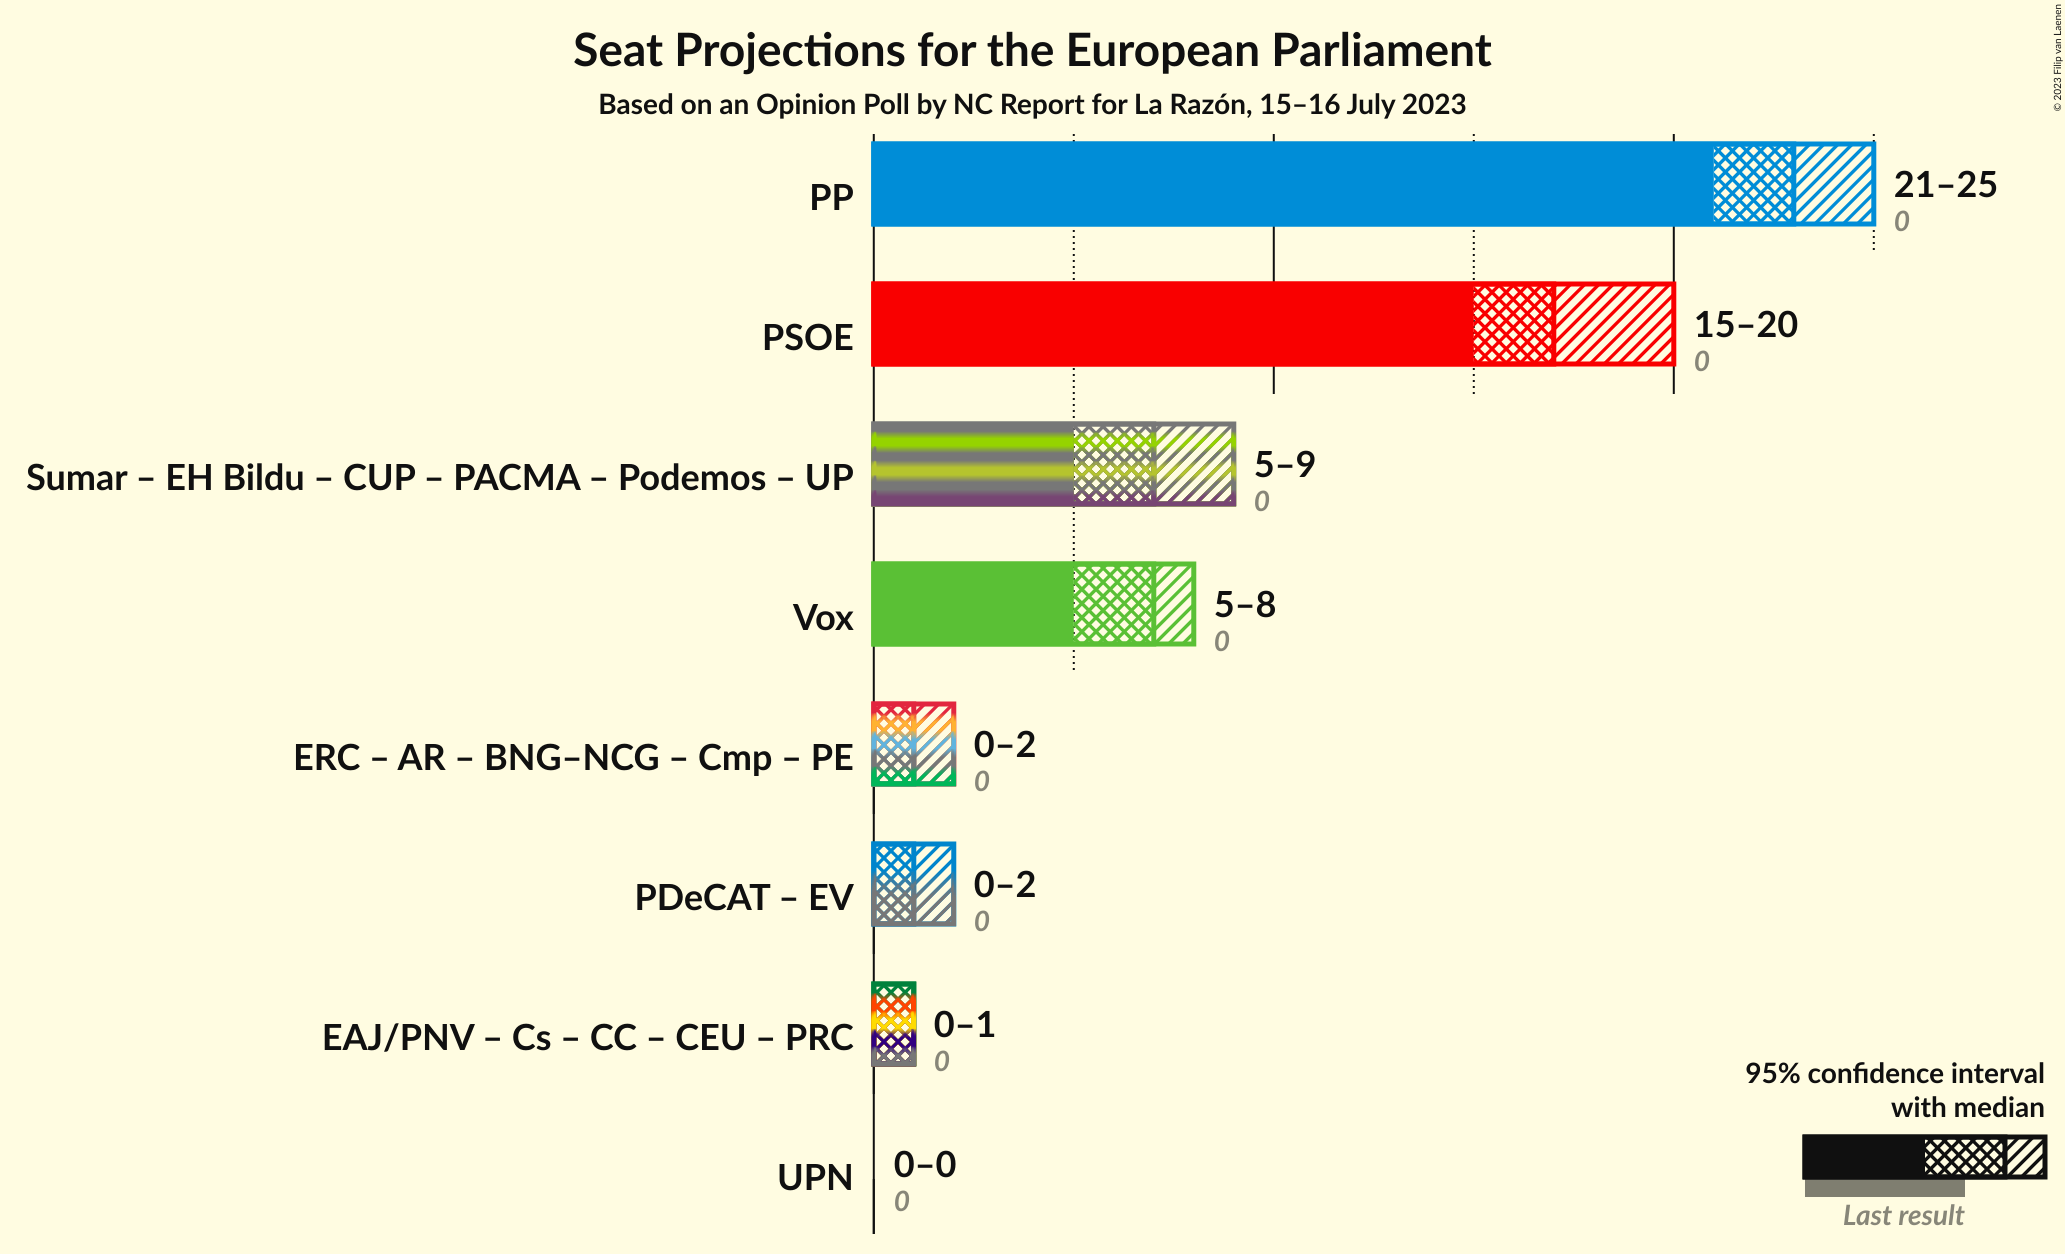 Seat Projections for the European Parliament
Based on an Opinion Poll by NC Report for La Razón, 15–16 July 2023
© 2023 Filip van Laenen
PP
21–25
0
PSOE
15–20
0
Sumar – EH Bildu – CUP – PACMA – Podemos – UP
5–9
0
Vox
5–8
0
ERC – AR – BNG–NCG – Cmp – PE
0–2
0
PDeCAT – EV
0–2
0
EAJ/PNV – Cs – CC – CEU – PRC
0–1
0
UPN
0–0
0
95% confidence interval
with median
Last result